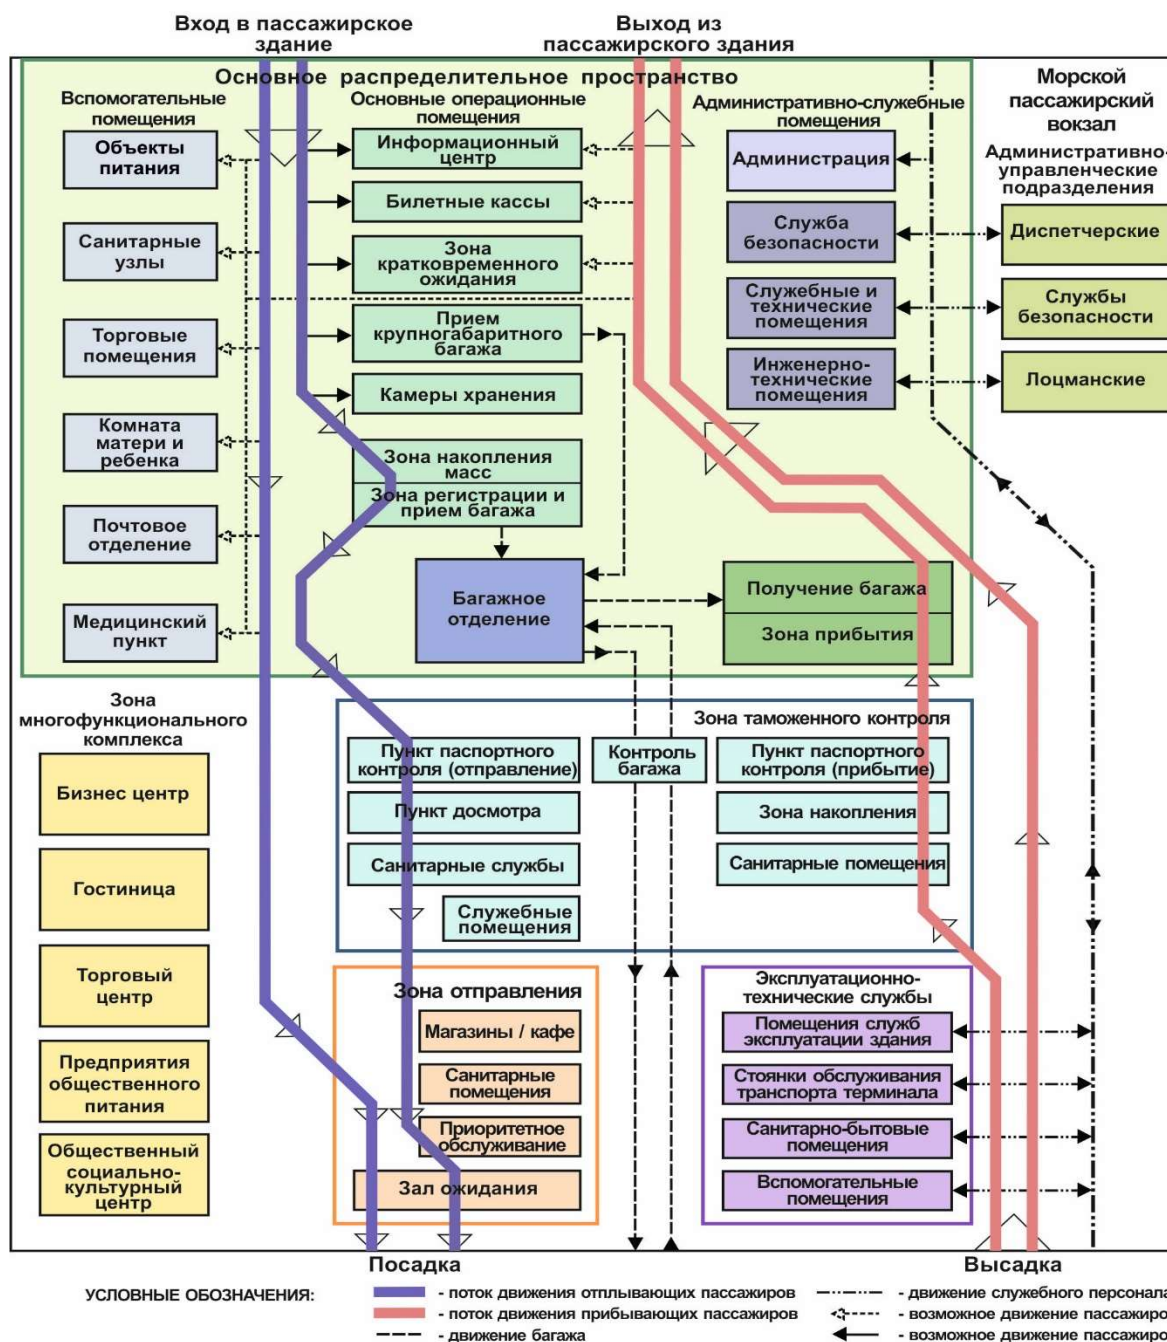 Вход в пассажирское
здание
Выход из
пассажирского здания
Основное распределительное пространство
Вспомогательные
помещения
Объекты
питания
Санитарные
узлы
Торговые
помещения
Комната
матери и
ребенка
Почтовое
отделение
Медицинский
пункт
Основные операционные
помещения
Информационный
центр
Билетные кассы
Зона
кратковременного
ожидания
Прием
крупногабаритного
багажа
Камеры хранения
Зона накопления
масс
Зона регистрации и
прием багажа
Багажное
отделение
Административно-служебные
помещения
Администрация
Служба
безопасности
Служебные и
технические
помещения
Инженерно-
технические
помещения
Получение багажа
Зона прибытия
Морской
пассажирский
вокзал
Административно-
управленческие
подразделения
Диспетчерские
Службы
безопасности
Лоцманские
Зона
многофункционального
комплекса
Бизнес центр
Гостиница
Торговый
центр
Предприятия
общественного
питания
Общественный
социально-
культурный
центр
Зона таможенного контроля
Пункт паспортного
контроля (отправление)
Пункт досмотра
Санитарные службы
Служебные
помещения
Контроль
багажа
Пункт паспортного
контроля (прибытие)
Зона накопления
Санитарные помещения
Зона отправления
Магазины / кафе
Санитарные
помещения
Приоритетное
обслуживание
Зал ожидания
Эксплуатационно-
технические службы
Помещения служб
эксплуатации здания
Стоянки обслуживания
транспорта терминала
Санитарно-бытовые
помещения
Вспомогательные
помещения
Посадка
Высадка
УСЛОВНЫЕ ОБОЗНАЧЕНИЯ:
- поток движения отплывающих пассажиров
- поток движения прибывающих пассажиров
- движение багажа
- движение служебного персонала
- возможное движение пассажиро
- возможное движение пассажиро